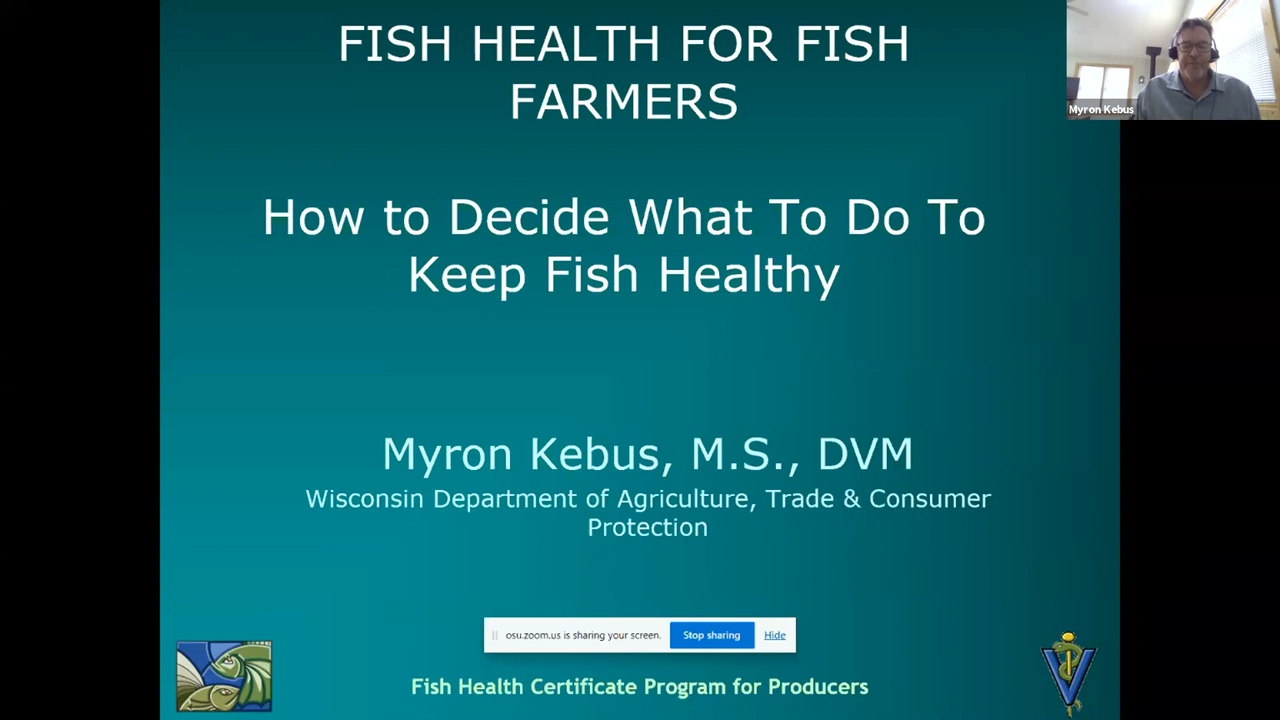 FISH HEALTH FOR FISH
FARMERS
Myron Kebus
How to Decide What To Do To
Keep Fish Healthy
Myron Kebus, M.S., DVM
Wisconsin Department of Agriculture, Trade & Consumer
Protection
osu.zoom.us is sharing your screen.
Stop sharing
Hide
Fish Health Certificate Program for Producers
V